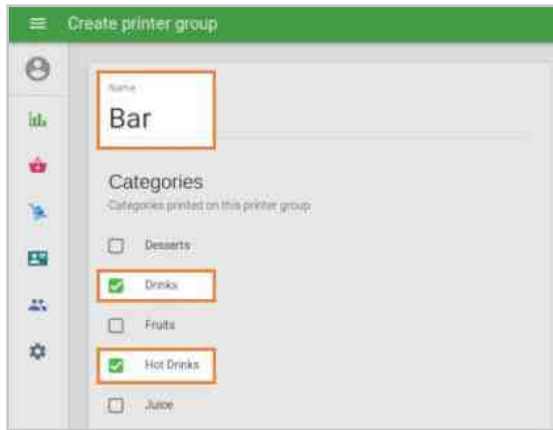 Create printer group
Name
Bar
Categories
Categories printed on this printer group
Desserts
Drinks
Fruits
Hot Drinks
Juice